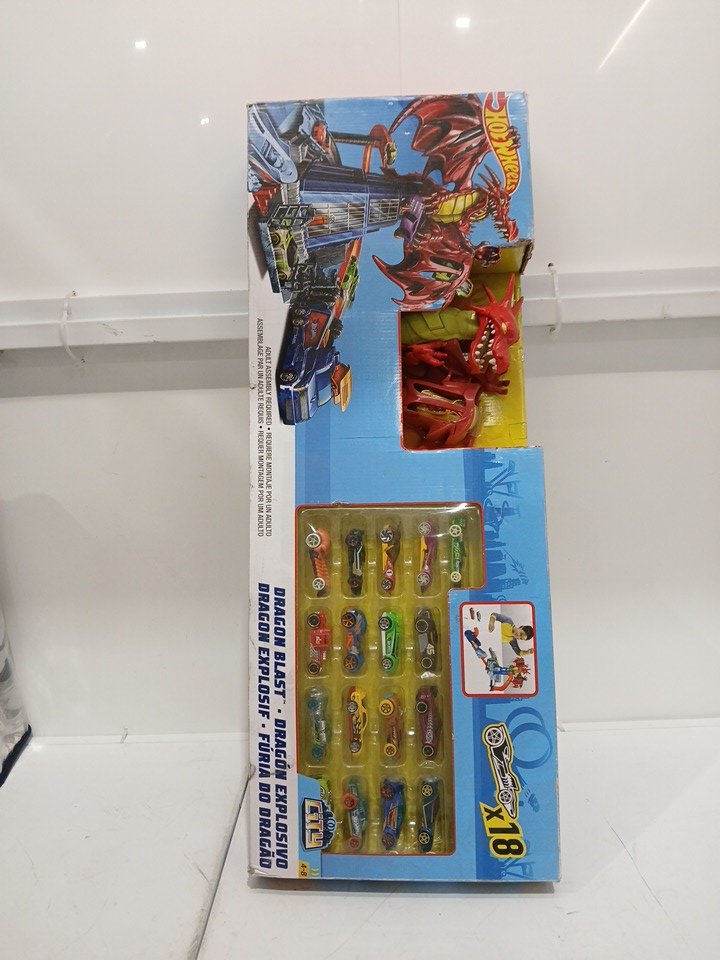 HOT WHEELS
ADULT ASSEMBLY REQUIRED • REQUIERE MONTAJE POR UN ADULTO
ASSEMBLAGE PAR UN ADULTE REQUIS • REQUER MONTAGEM POR UM ADULTO
DRAGON BLAST™ • DRAGÓN EXPLOSIVO
DRAGON EXPLOSIF • FÚRIA DO DRAGÃO
CITY
4-8
X18